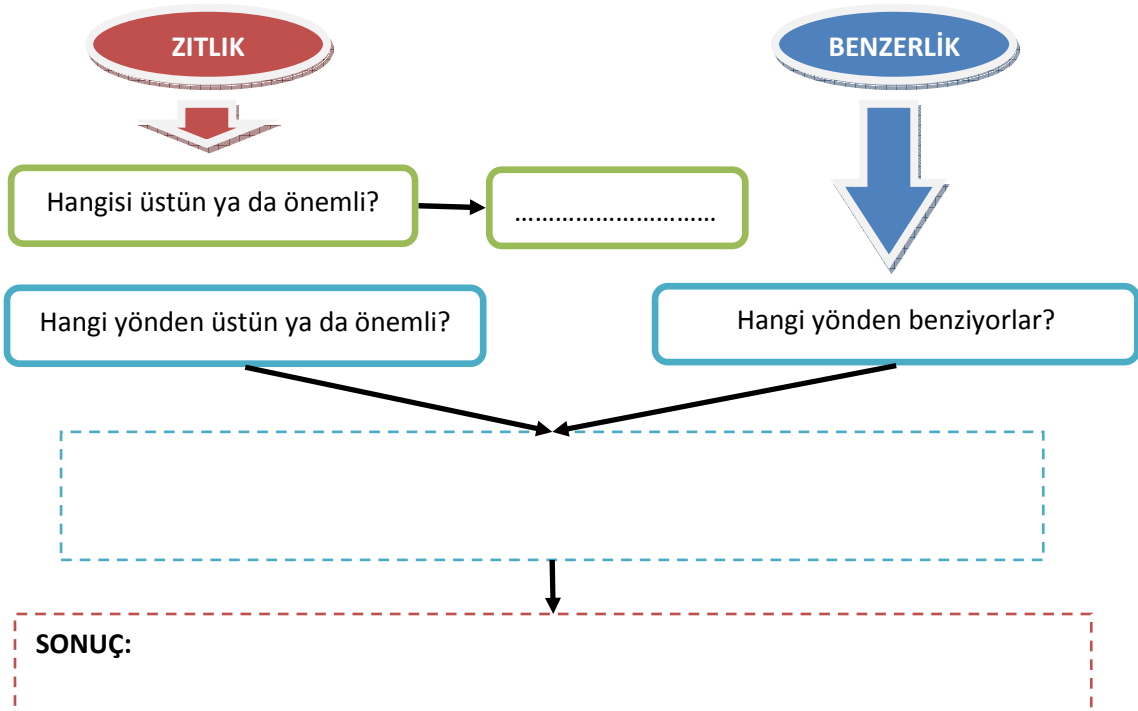 ZITLIK
BENZERLİK
Hangisi üstün ya da önemli?
..............................
Hangi yönden üstün ya da önemli?
Hangi yönden benziyorlar?
SONUÇ: